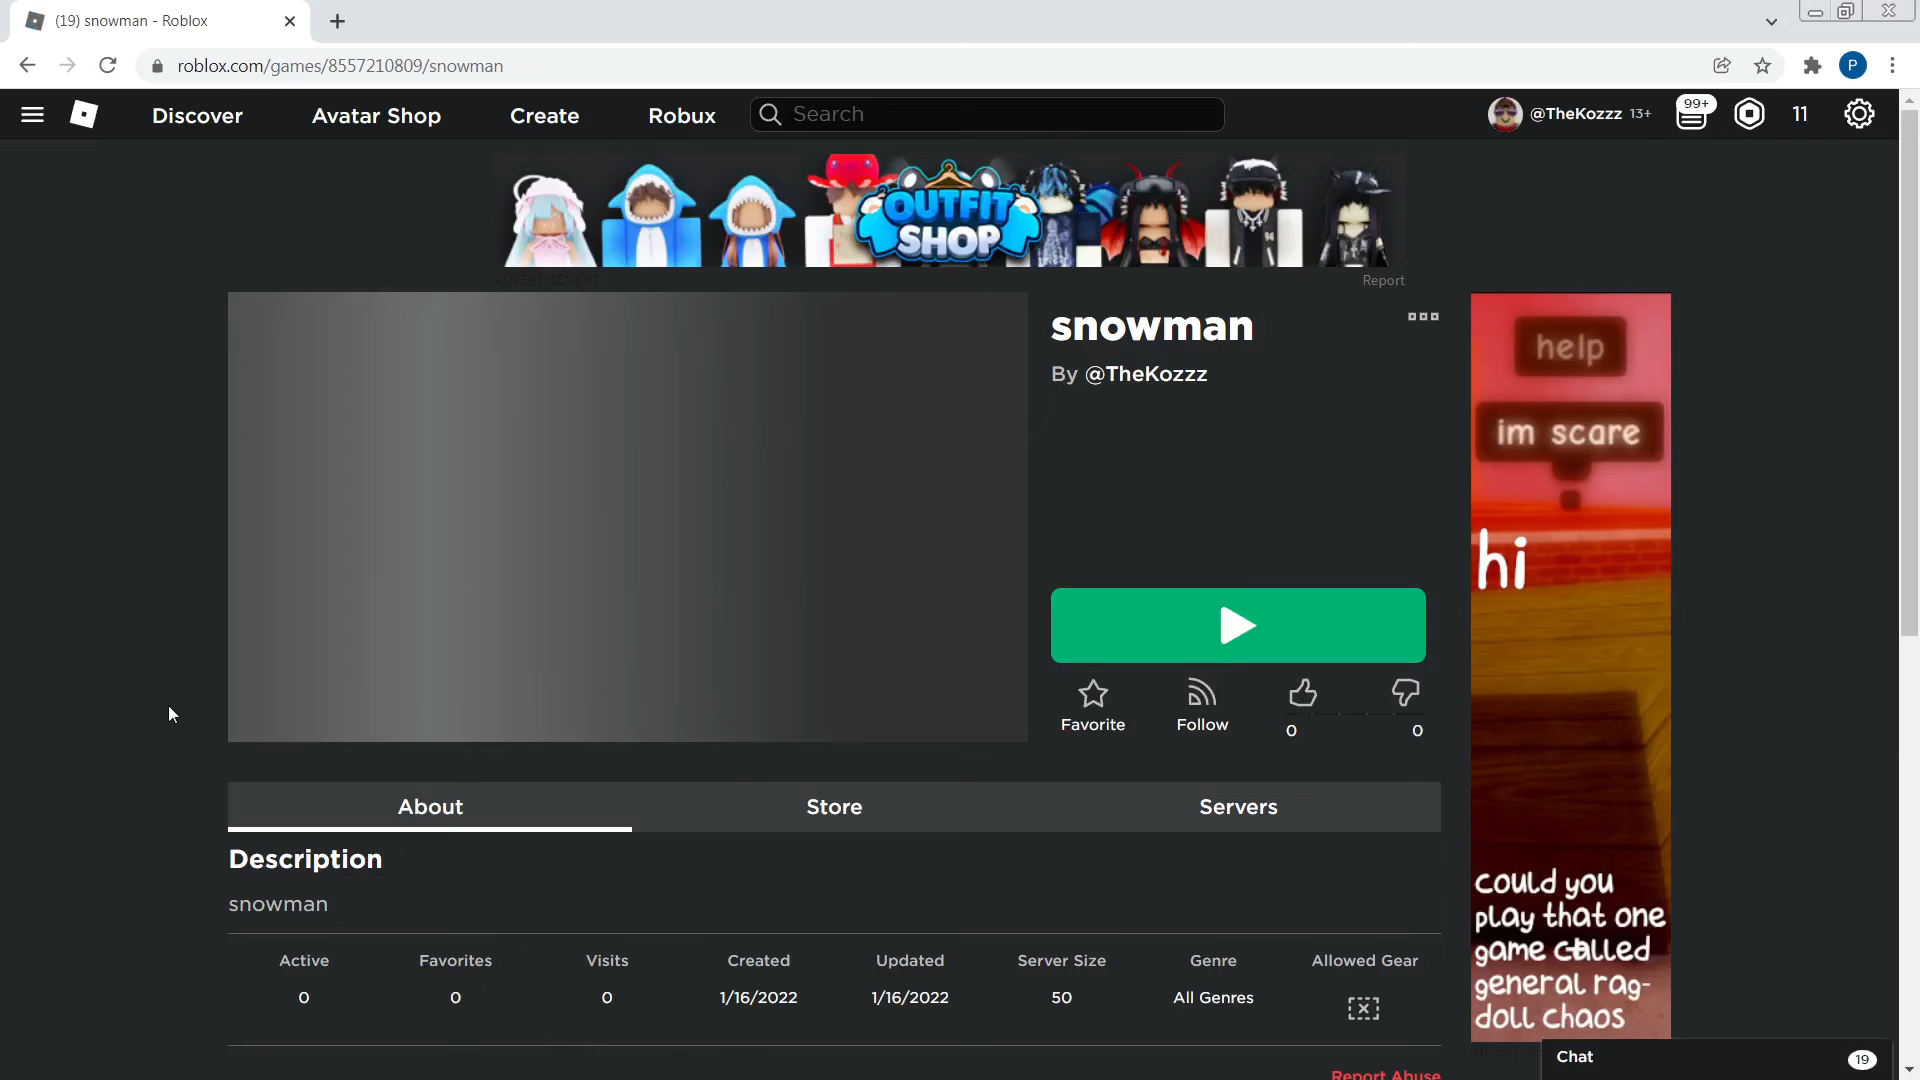 (19) snowman - Roblox
roblox.com/games/8557210809/snowman
P
Discover
Avatar Shop
Create
Robux
Search
@TheKozzz 13+
99+
11
OUTFIT
SHOP
ADVERTISEMENT
Report
snowman
By @TheKozzz
help
im scare
hi
Favorite
Follow
0
0
About
Store
Servers
Description
snowman
could you
play that one
game called
general rag-
doll chaos
Active
Favorites
Visits
Created
Updated
Server Size
Genre
Allowed Gear
0
0
0
1/16/2022
1/16/2022
50
All Genres
Chat
19
Report Abuse